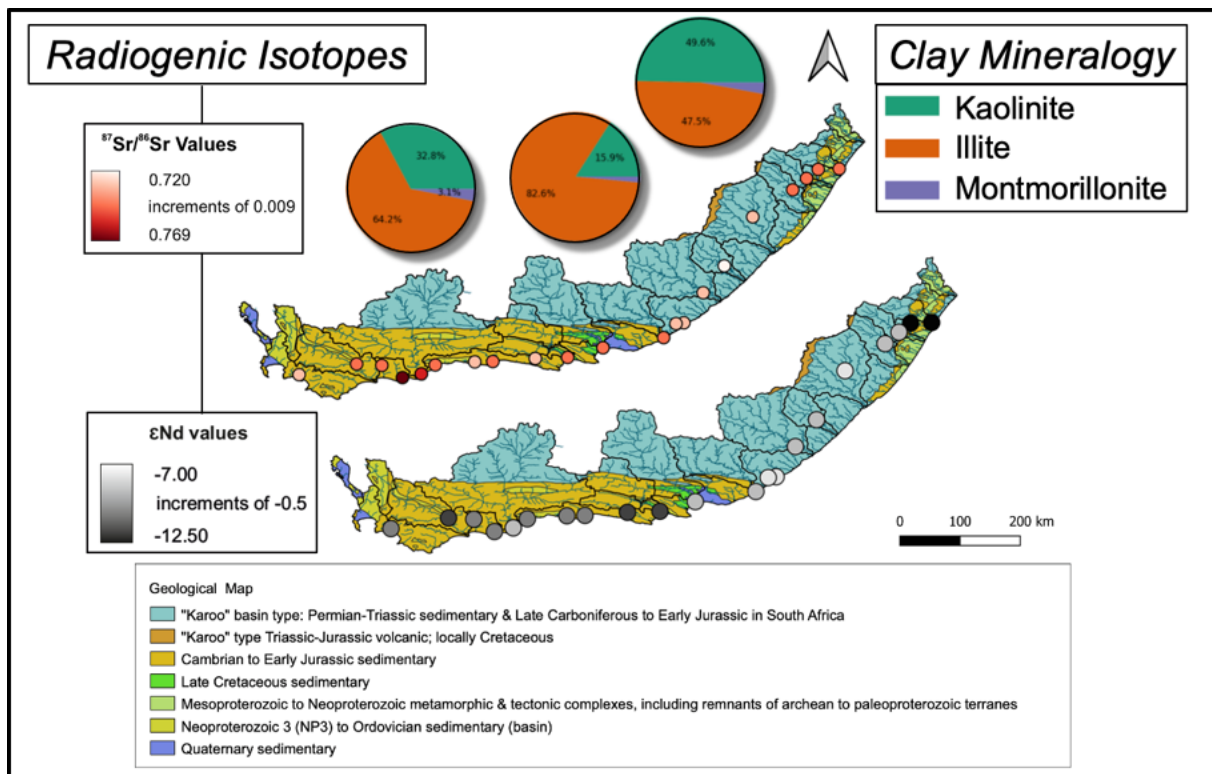 Radiogenic Isotopes
⁸⁷Sr/⁸⁶Sr Values
0.720
increments of 0.009
0.769
32.8%
3.1%
64.2%
15.9%
82.6%
49.6%
47.5%
Clay Mineralogy
Kaolinite
Illite
Montmorillonite
εNd values
-7.00
increments of -0.5
-12.50
0 100 200 km
Geological Map
"Karoo" basin type: Permian-Triassic sedimentary & Late Carboniferous to Early Jurassic in South Africa
"Karoo" type Triassic-Jurassic volcanic; locally Cretaceous
Cambrian to Early Jurassic sedimentary
Late Cretaceous sedimentary
Mesoproterozoic to Neoproterozoic metamorphic & tectonic complexes, including remnants of archean to paleoproterozoic terranes
Neoproterozoic 3 (NP3) to Ordovician sedimentary (basin)
Quaternary sedimentary